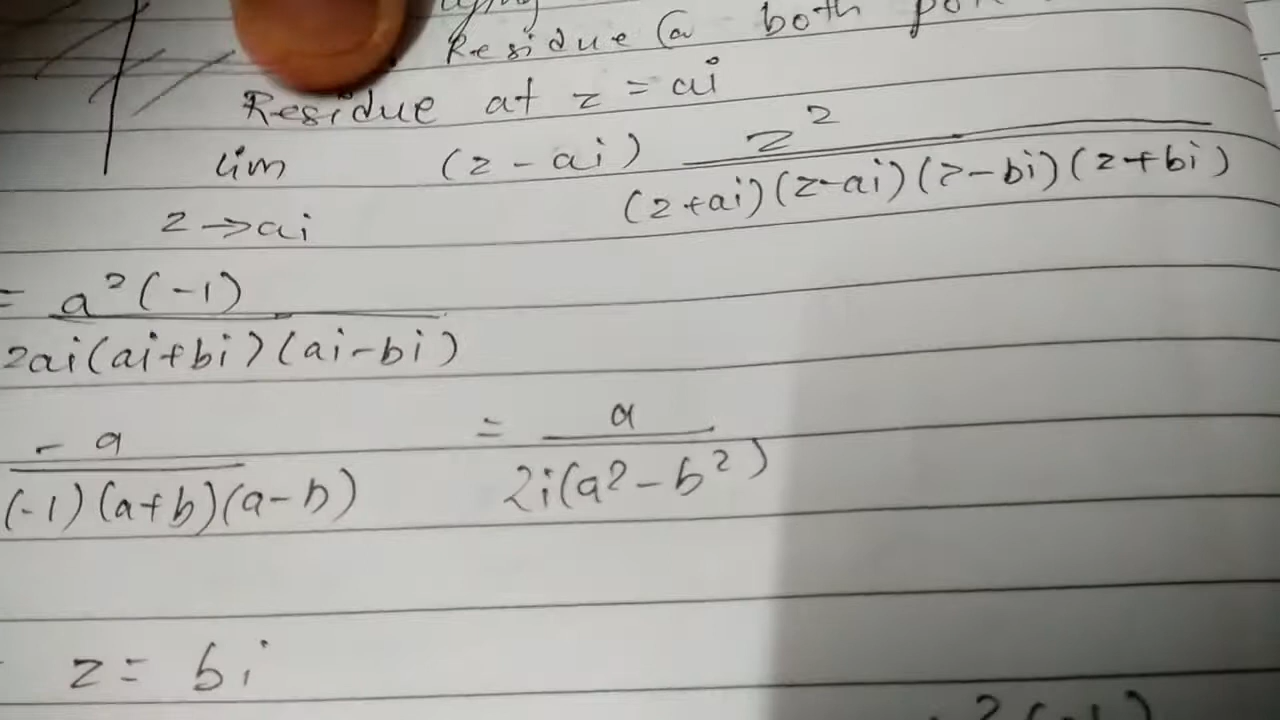 Residue @ both
Residue at z = ai
lim (z - ai) z²
(z+ai)(z-ai)(z-bi)(z+bi)
z → ai
= a²(-1)
2ai(ai+bi)(ai-bi)
- a = a
(-1)(a+b)(a-b) 2i(a²-b²)
z = bi